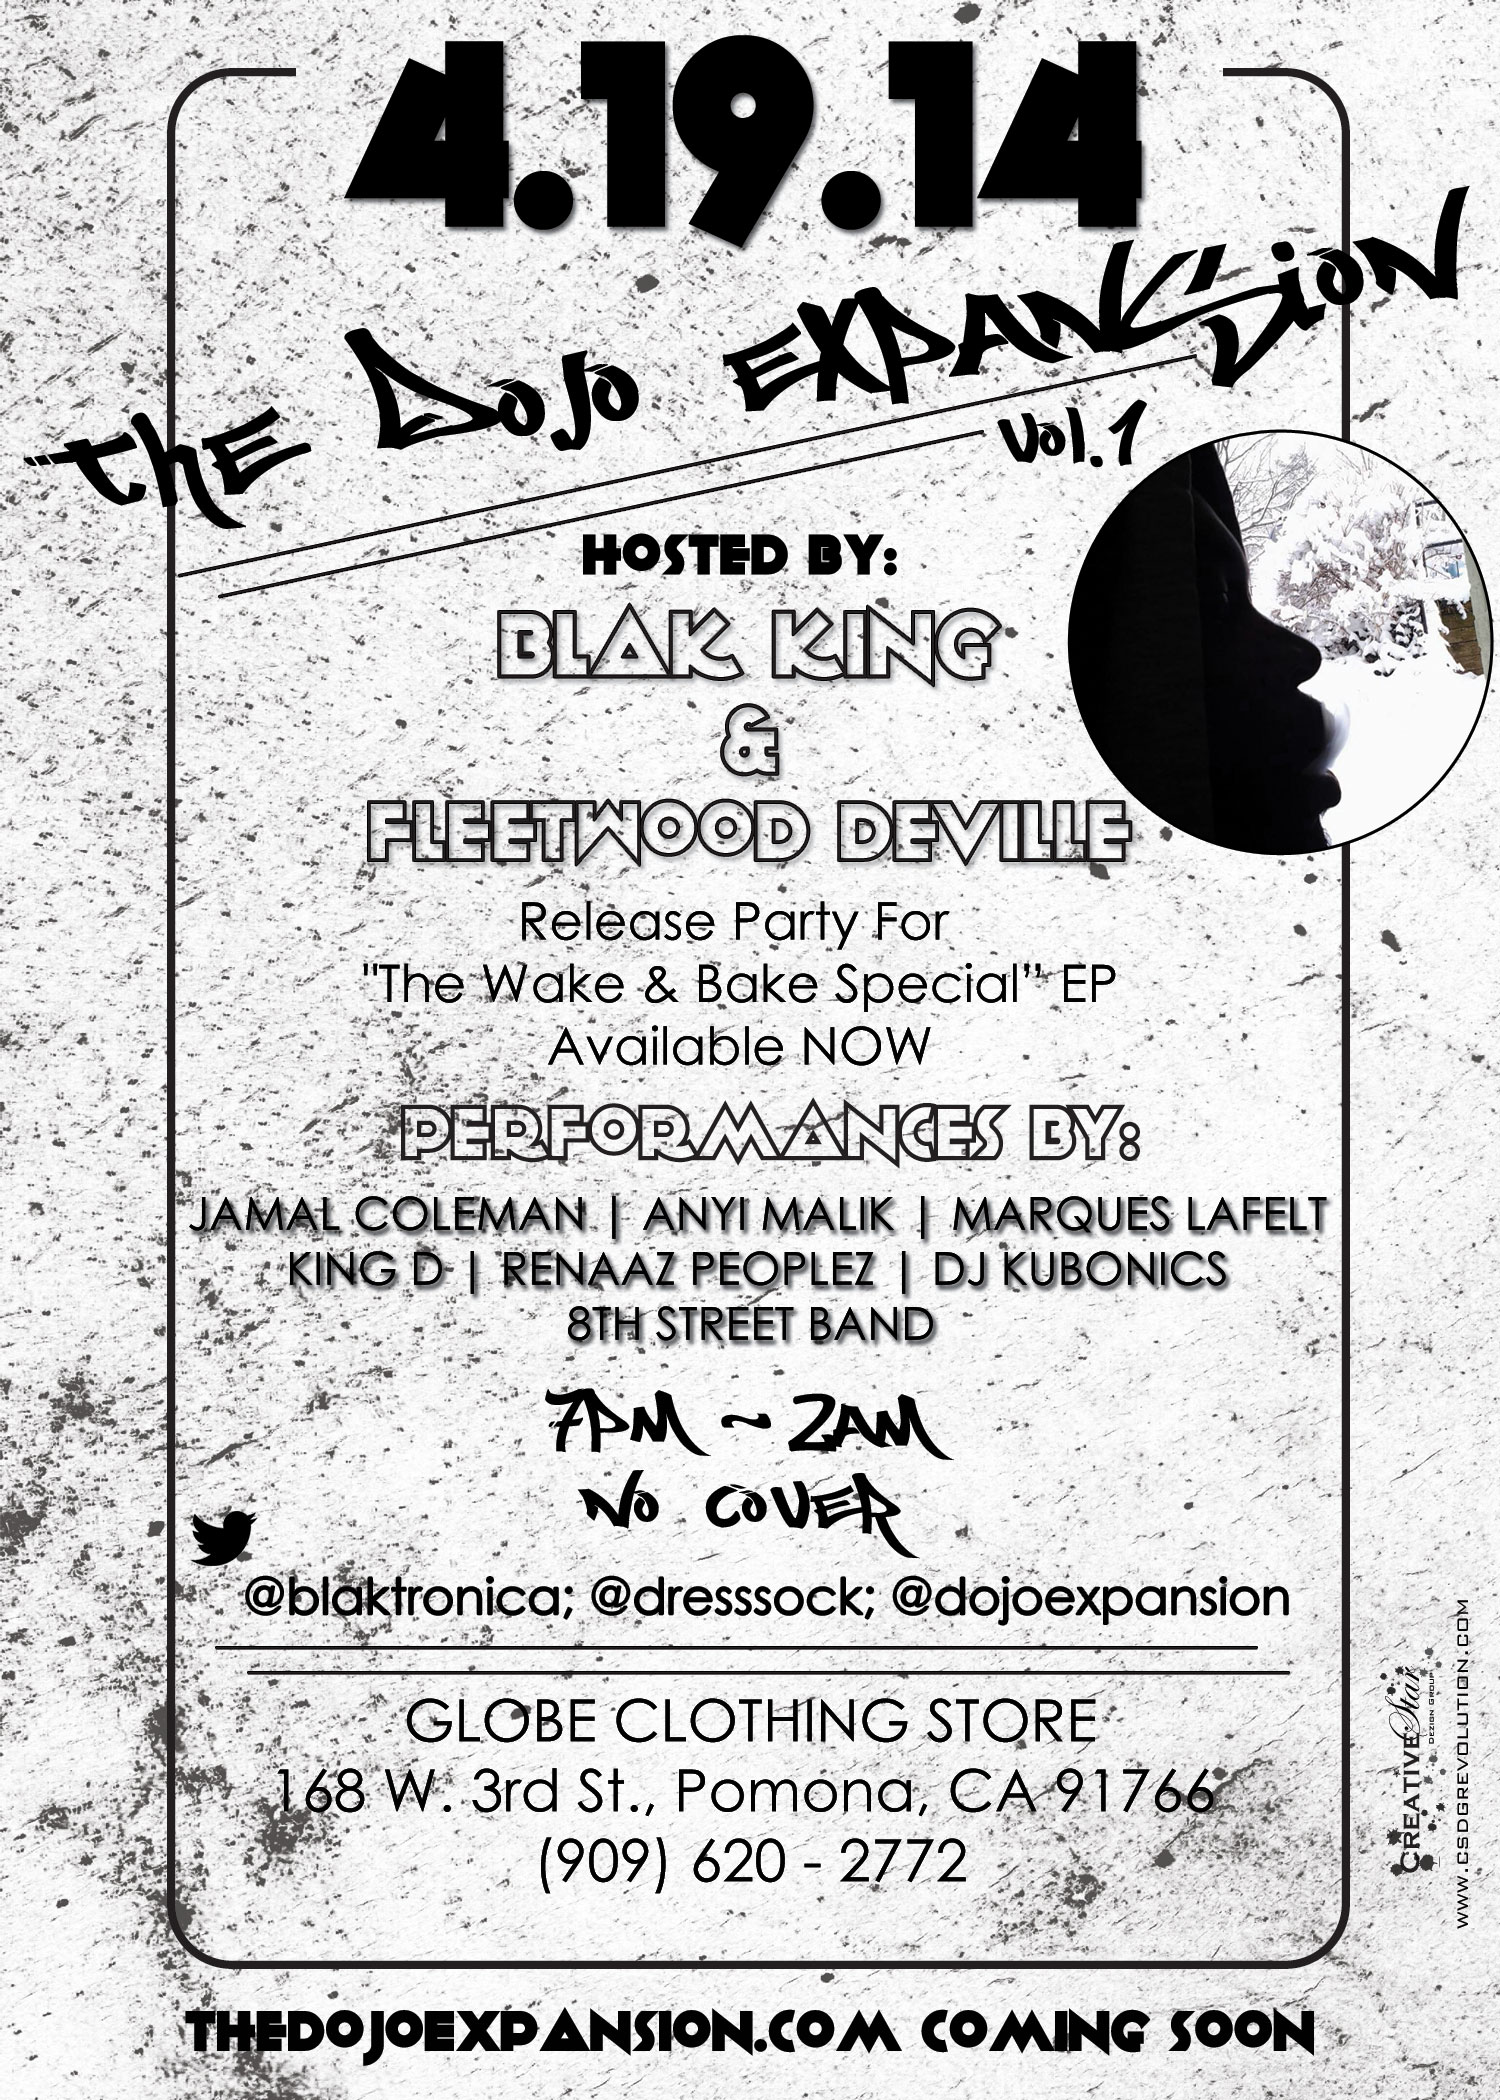 4.19.14
the Dojo Expansion
Vol.1
HOSTED BY:
BLAK KING
&
FLEETWOOD DEVILLE
Release Party For
"The Wake & Bake Special” EP
Available NOW
PERFORMANCES BY:
JAMAL COLEMAN | ANYI MALIK | MARQUES LAFELT
KING D | RENAAZ PEOPLEZ | DJ KUBONICS
8TH STREET BAND
7PM ~ 2AM
No COVER
@blaktronica; @dresssock; @dojoexpansion
GLOBE CLOTHING STORE
168 W. 3rd St., Pomona, CA 91766
(909) 620 - 2772
CREATIVE Star
DEZIGN GROUP
WWW.CSDGREVOLUTION.COM
THEDOJOEXPANSION.COM COMING SOON